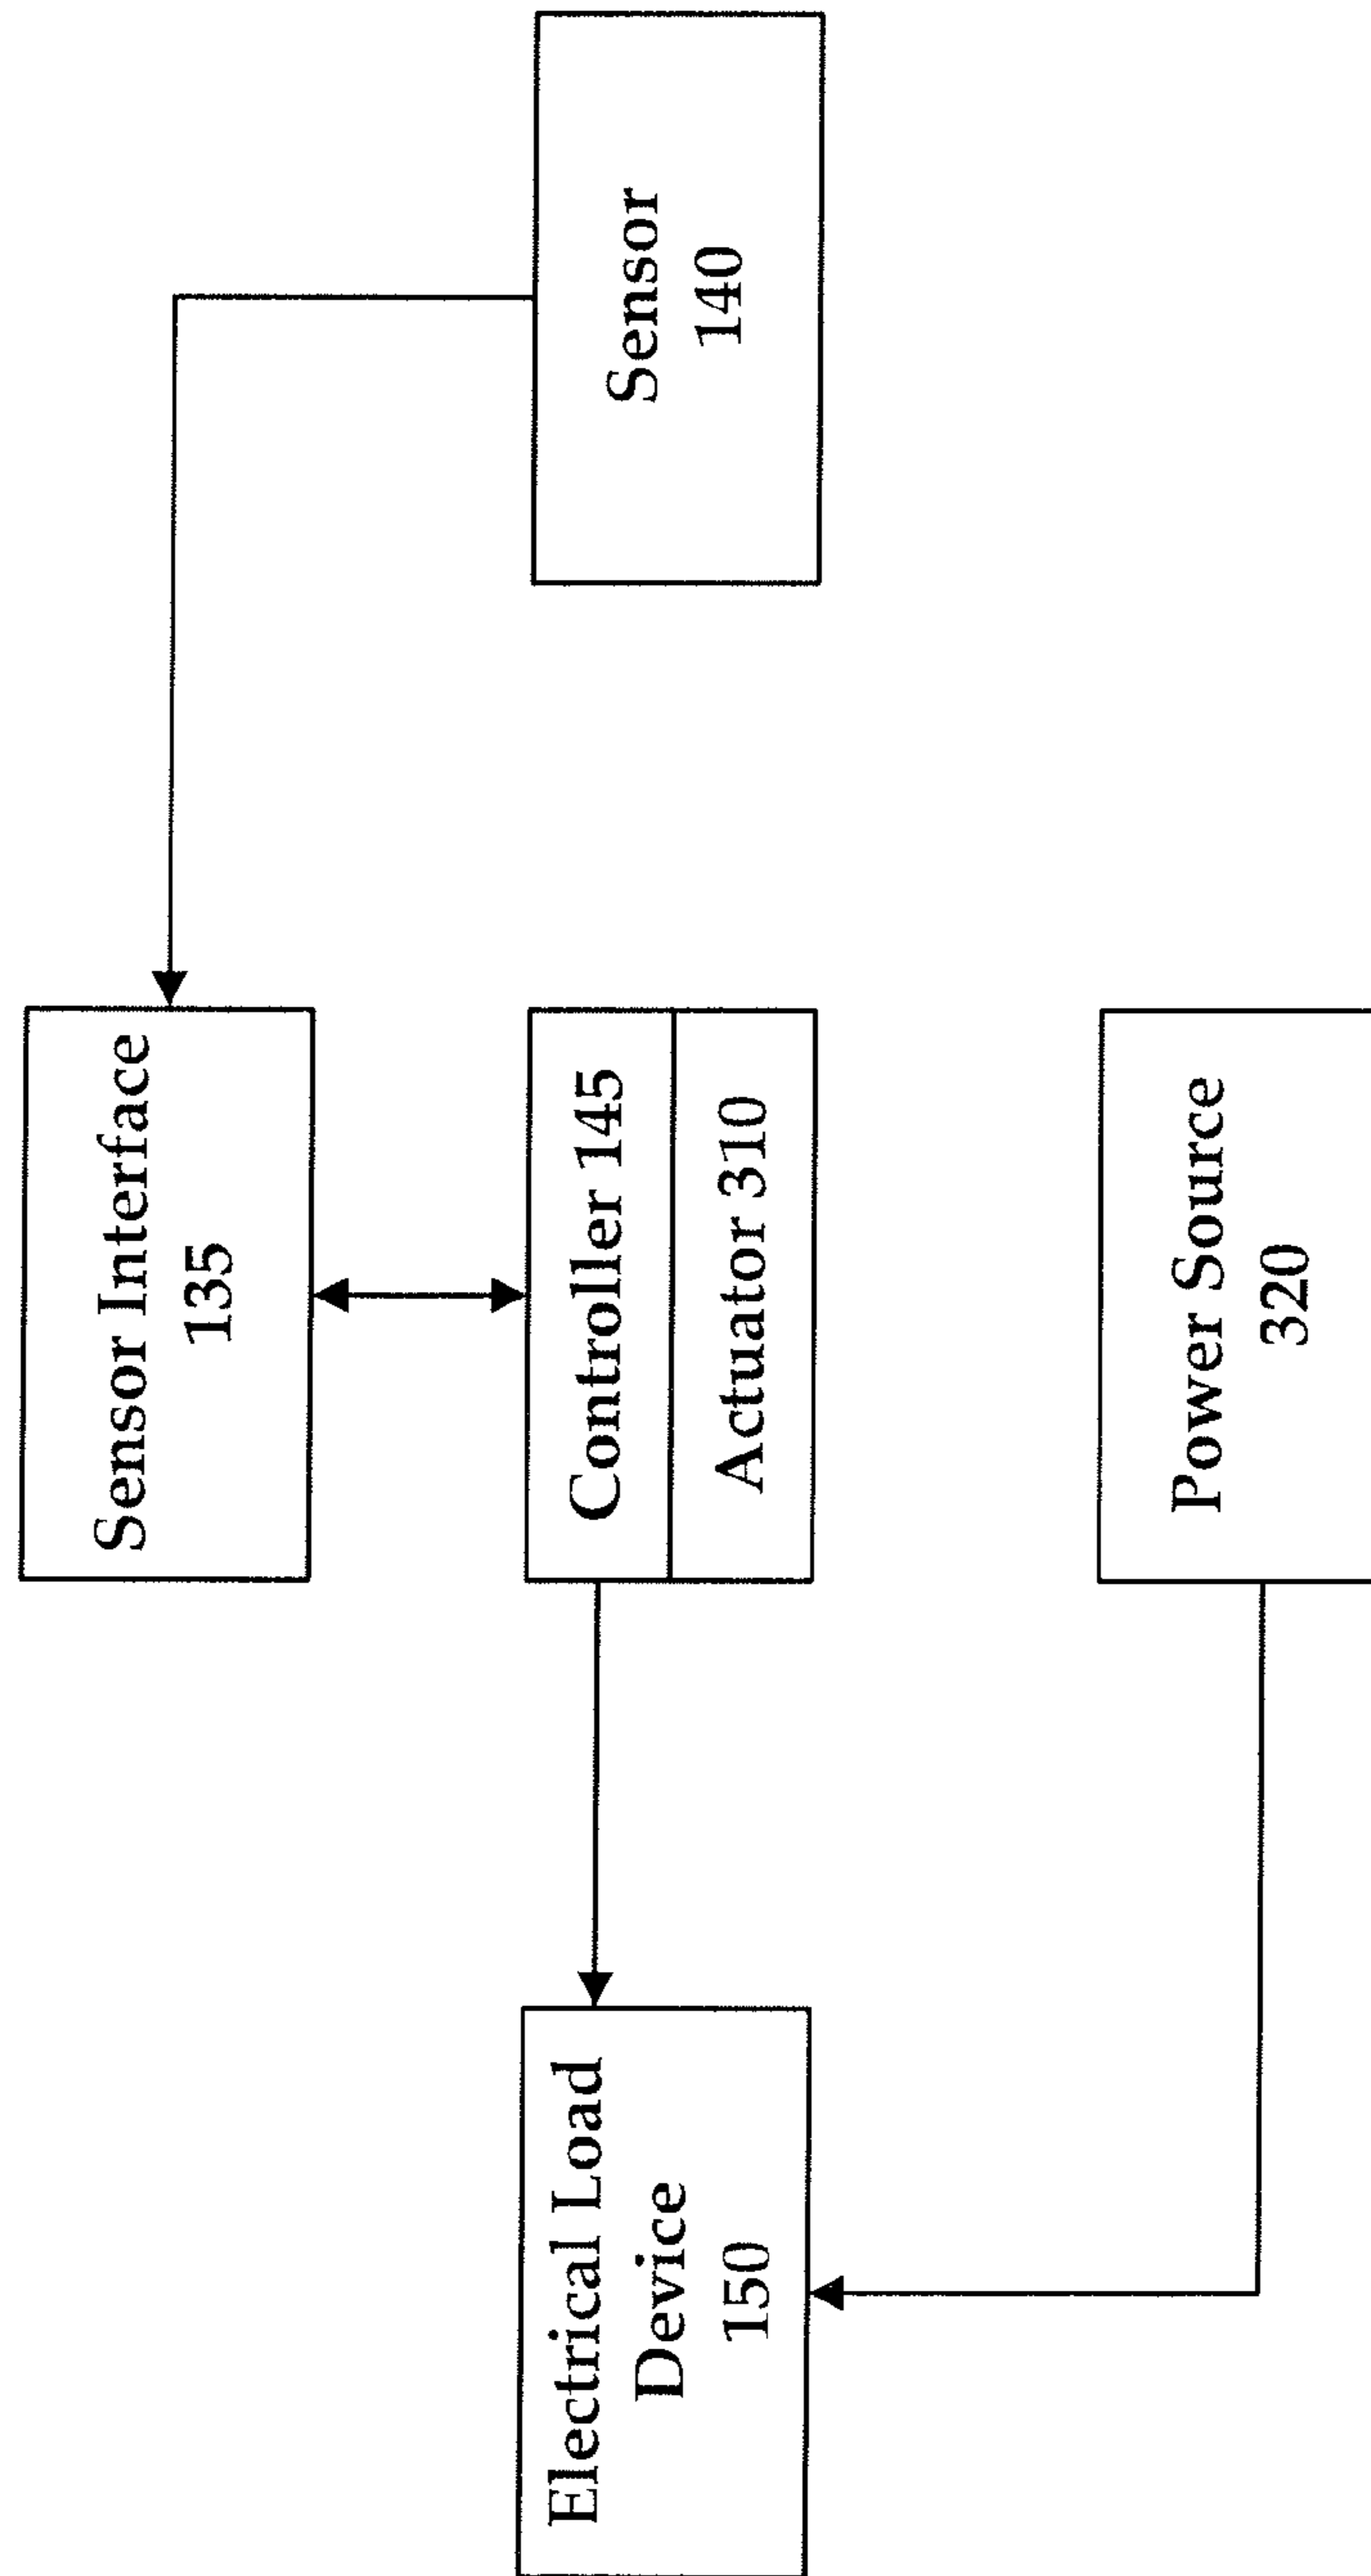 Sensor Interface
135
Electrical Load
Device
150
Controller 145
Actuator 310
Sensor
140
Power Source
320